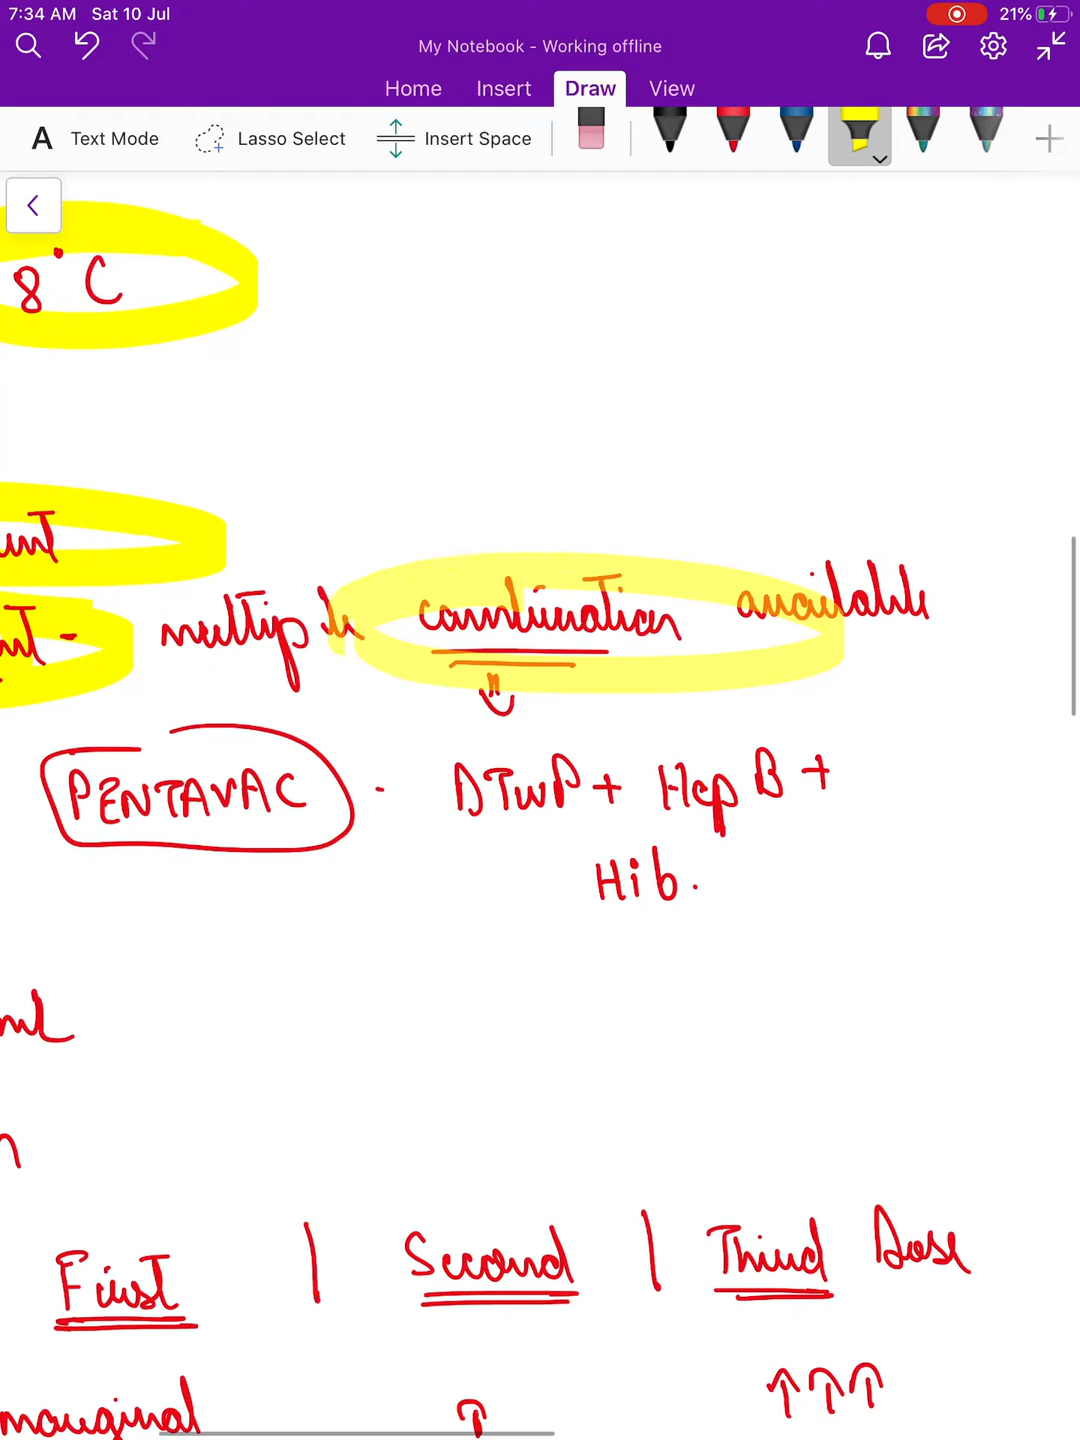 7:34 AM Sat 10 Jul
21%
My Notebook - Working offline
Home Insert Draw View
A Text Mode Lasso Select Insert Space
8°C
multiple combination available
PENTAVAC - DTwP + Hep B +
Hib.
First | Second | Third Dose
marginal ↑ ↑↑↑